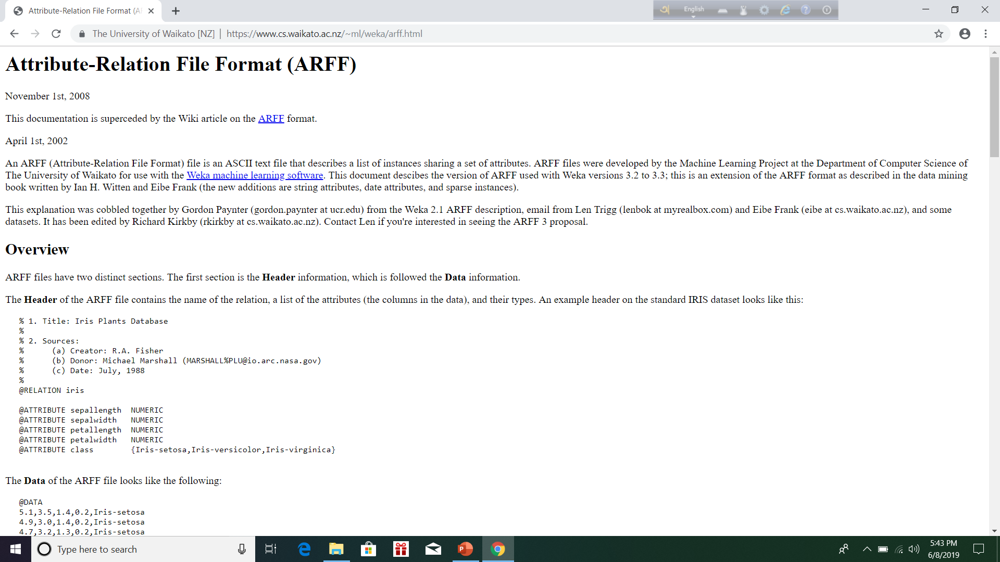 Attribute-Relation File Format (AR
English
The University of Waikato [NZ] | https://www.cs.waikato.ac.nz/~ml/weka/arff.html
Attribute-Relation File Format (ARFF)
November 1st, 2008
This documentation is superceded by the Wiki article on the ARFF format.
April 1st, 2002
An ARFF (Attribute-Relation File Format) file is an ASCII text file that describes a list of instances sharing a set of attributes. ARFF files were developed by the Machine Learning Project at the Department of Computer Science of
The University of Waikato for use with the Weka machine learning software. This document descibes the version of ARFF used with Weka versions 3.2 to 3.3; this is an extension of the ARFF format as described in the data mining
book written by Ian H. Witten and Eibe Frank (the new additions are string attributes, date attributes, and sparse instances).
This explanation was cobbled together by Gordon Paynter (gordon.paynter at ucr.edu) from the Weka 2.1 ARFF description, email from Len Trigg (lenbok at myrealbox.com) and Eibe Frank (eibe at cs.waikato.ac.nz), and some
datasets. It has been edited by Richard Kirkby (rkirkby at cs.waikato.ac.nz). Contact Len if you're interested in seeing the ARFF 3 proposal.
Overview
ARFF files have two distinct sections. The first section is the Header information, which is followed the Data information.
The Header of the ARFF file contains the name of the relation, a list of the attributes (the columns in the data), and their types. An example header on the standard IRIS dataset looks like this:
% 1. Title: Iris Plants Database
%
% 2. Sources:
%      (a) Creator: R.A. Fisher
%      (b) Donor: Michael Marshall (MARSHALL%PLU@io.arc.nasa.gov)
%      (c) Date: July, 1988
%
@RELATION iris
@ATTRIBUTE sepallength  NUMERIC
@ATTRIBUTE sepalwidth   NUMERIC
@ATTRIBUTE petallength  NUMERIC
@ATTRIBUTE petalwidth   NUMERIC
@ATTRIBUTE class        {Iris-setosa,Iris-versicolor,Iris-virginica}
The Data of the ARFF file looks like the following:
@DATA
5.1,3.5,1.4,0.2,Iris-setosa
4.9,3.0,1.4,0.2,Iris-setosa
4.7,3.2,1.3,0.2,Iris-setosa
Type here to search
5:43 PM
6/8/2019